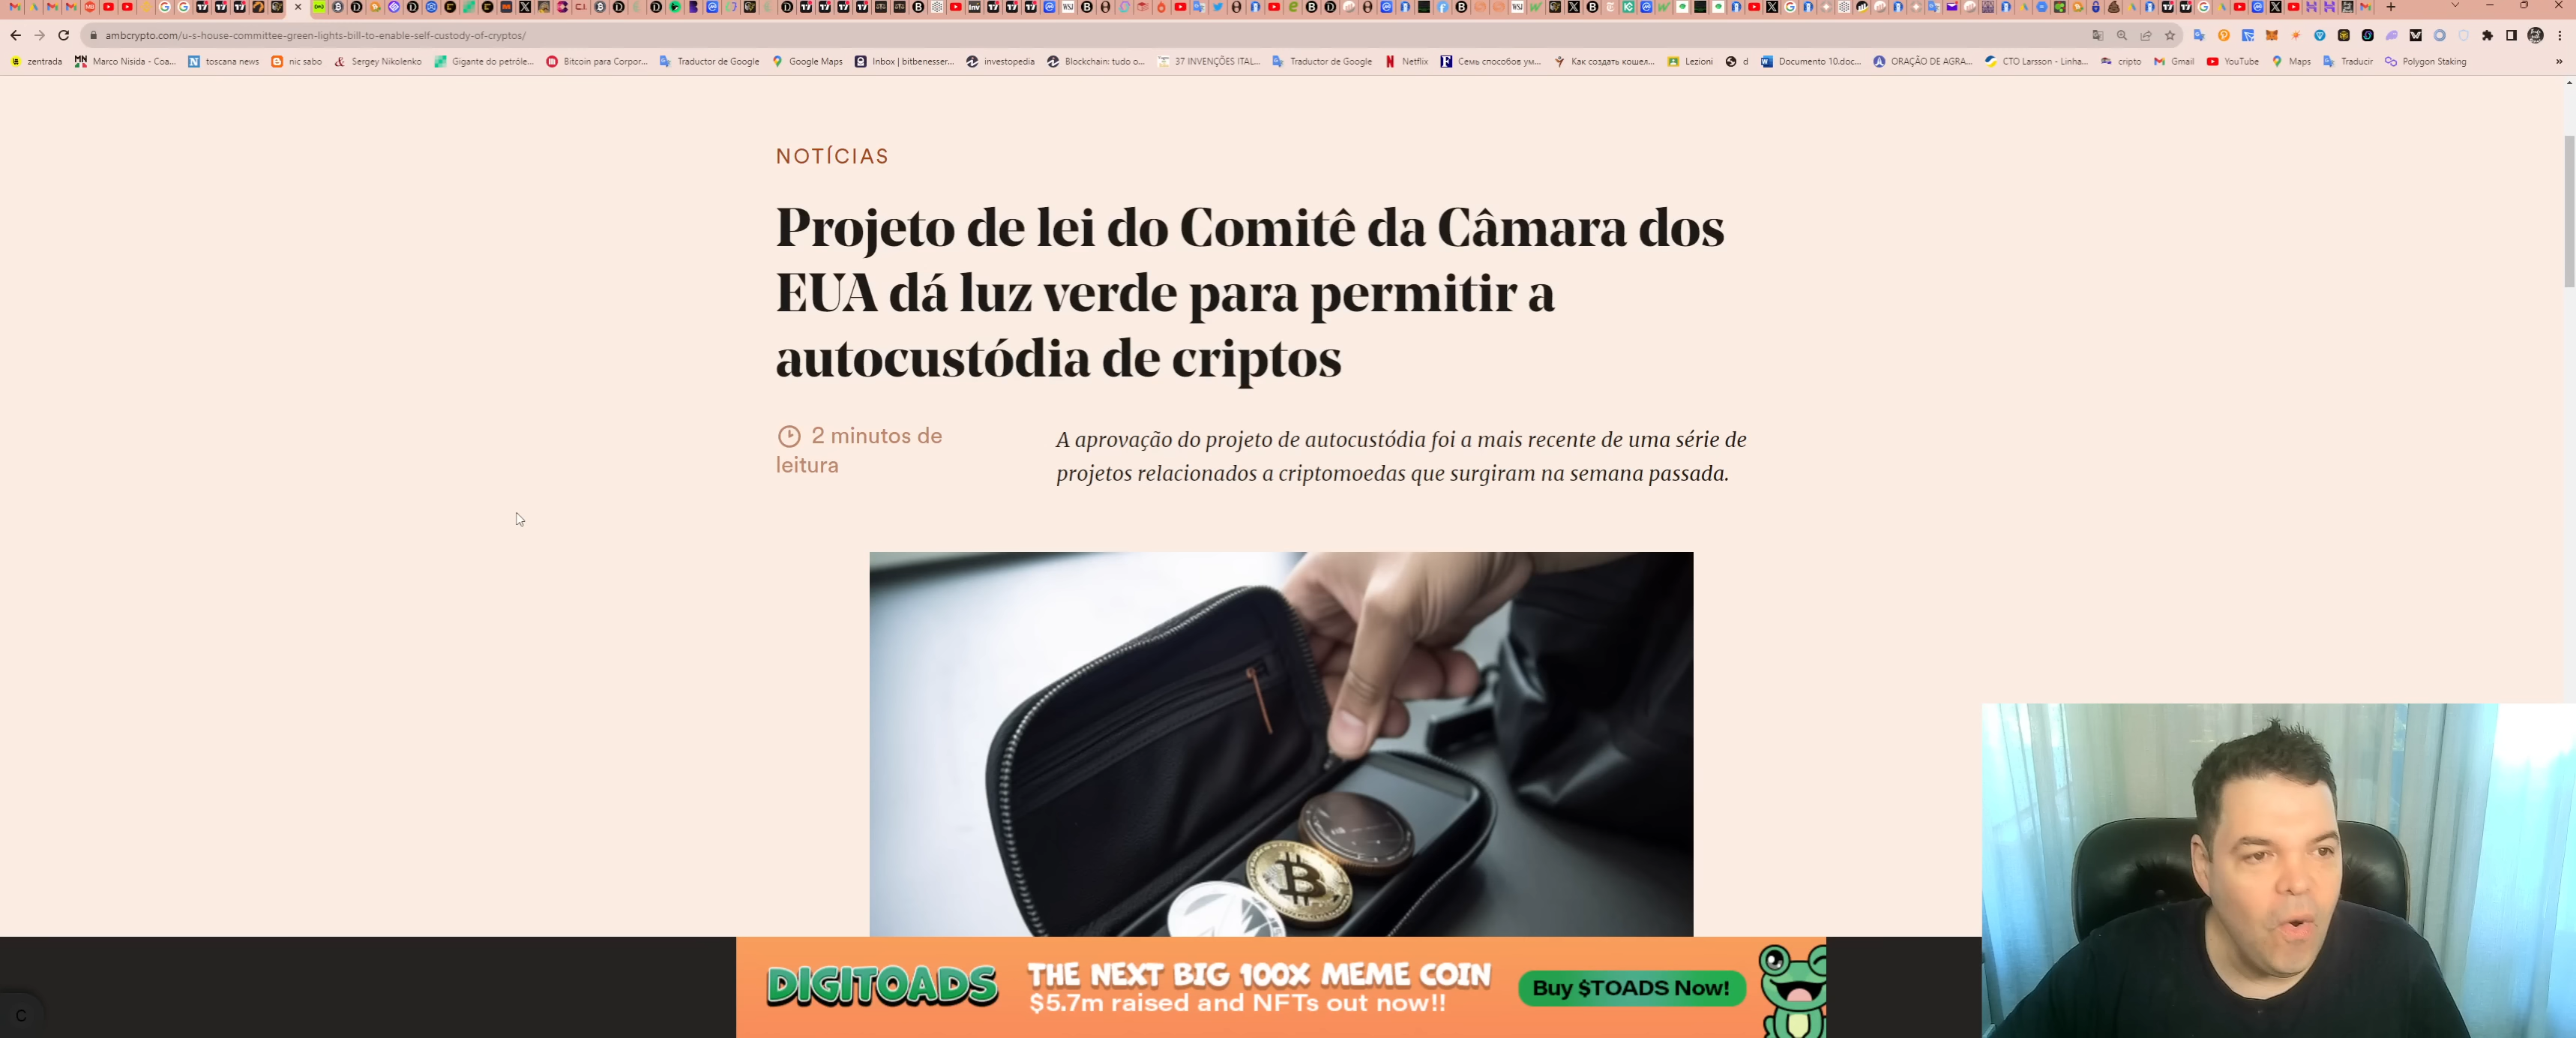 ambcrypto.com/u-s-house-committee-green-lights-bill-to-enable-self-custody-of-cryptos/
zentrada
Marco Nisida - Coa...
toscana news
nic sabo
Sergey Nikolenko
Gigante do petróle...
Bitcoin para Corpor...
Traductor de Google
Google Maps
Inbox | bitbenesser...
investopedia
Blockchain: tudo o...
37 INVENÇÕES ITAL...
Traductor de Google
Netflix
Семь способов ум...
Как создать кошел...
Lezioni
d
Documento 10.doc...
ORAÇÃO DE AGRA...
CTO Larsson - Linha...
cripto
Gmail
YouTube
Maps
Traducir
Polygon Staking
NOTÍCIAS
Projeto de lei do Comitê da Câmara dos
EUA dá luz verde para permitir a
autocustódia de criptos
2 minutos de
leitura
A aprovação do projeto de autocustódia foi a mais recente de uma série de
projetos relacionados a criptomoedas que surgiram na semana passada.
DIGITOADS
THE NEXT BIG 100X MEME COIN
$5.7m raised and NFTs out now!!
Buy $TOADS Now!
C